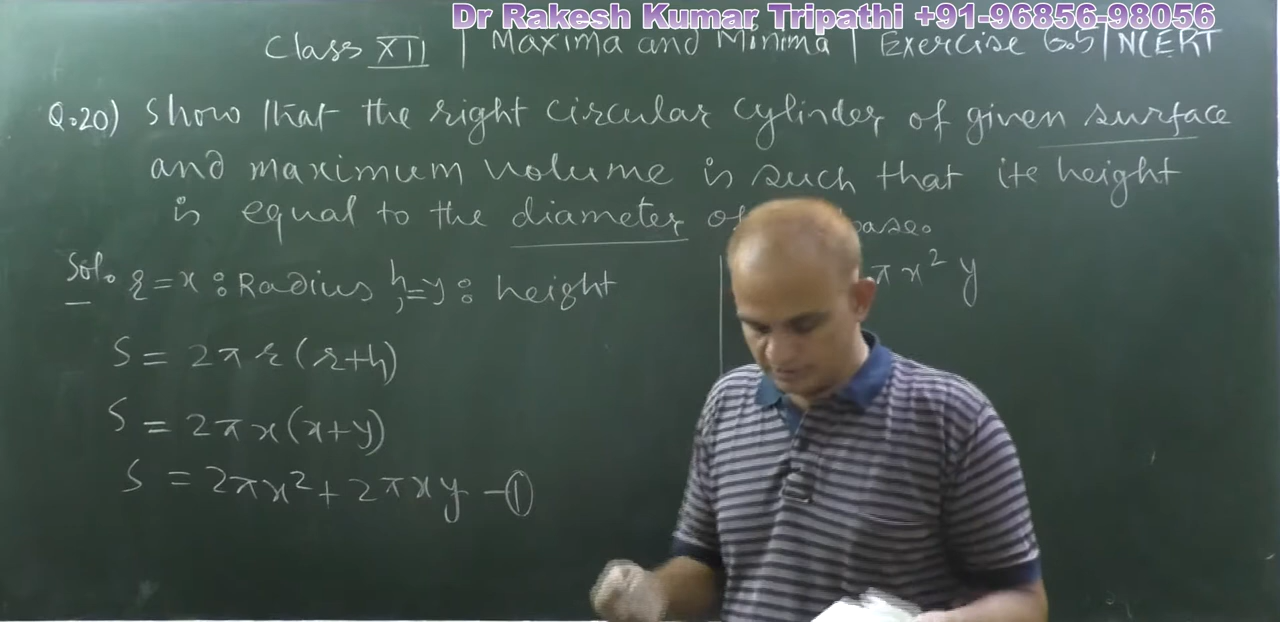 Dr Rakesh Kumar Tripathi +91-96856-98056
Class XII | Maxima and Minima | Exercise 6.5 | NCERT
Q.20) Show that the right circular cylinder of given surface
and maximum volume is such that its height
is equal to the diameter of base.
Sol. r = x : Radius, h = y : height
πx² y
S = 2πr(r+h)
S = 2πx(x+y)
S = 2πx² + 2πxy -①